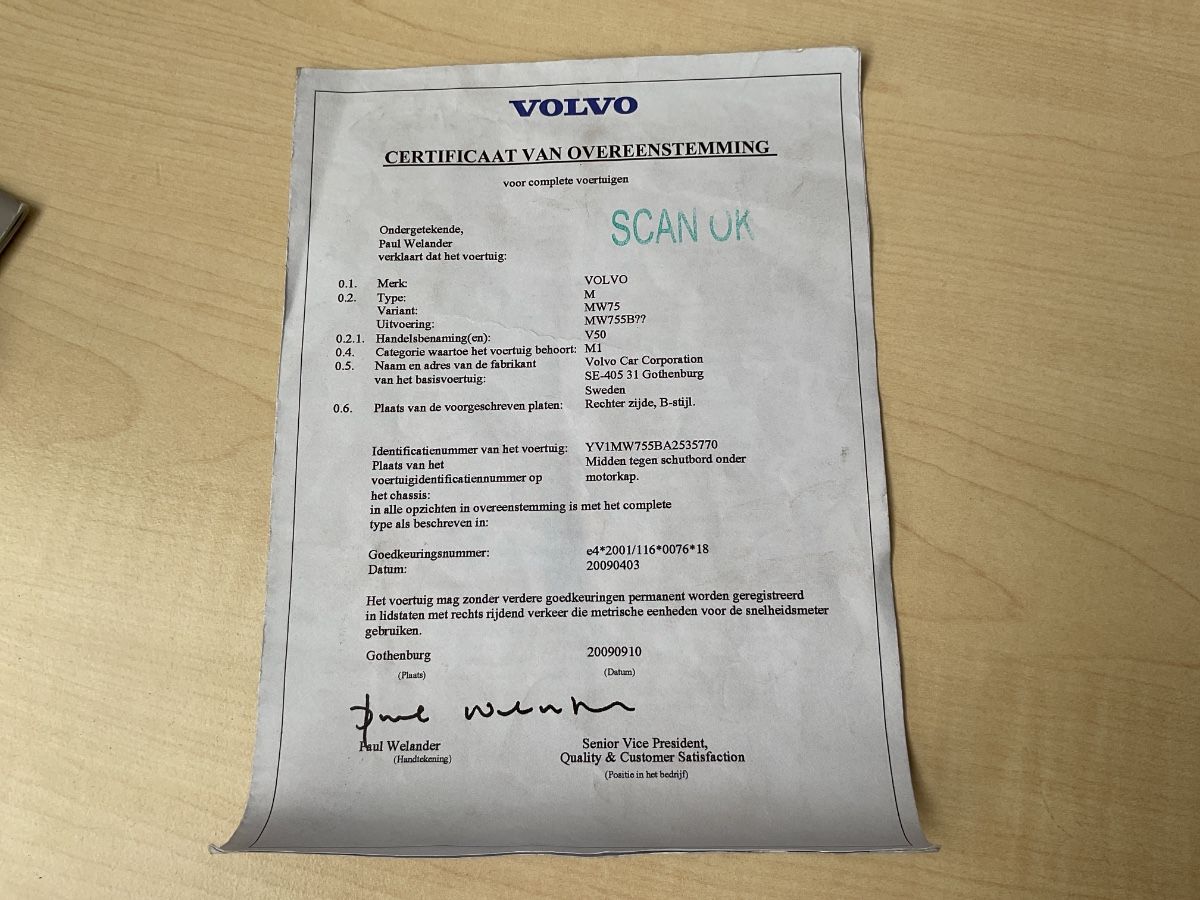 VOLVO
CERTIFICAAT VAN OVEREENSTEMMING
voor complete voertuigen
SCAN OK
Ondergetekende,
Paul Welander
verklaart dat het voertuig:
0.1. Merk: VOLVO
0.2. Type: M
Variant: MW75
Uitvoering: MW755B??
0.2.1. Handelsbenaming(en): V50
0.4. Categorie waartoe het voertuig behoort: M1
0.5. Naam en adres van de fabrikant Volvo Car Corporation
van het basisvoertuig: SE-405 31 Gothenburg
Sweden
0.6. Plaats van de voorgeschreven platen: Rechter zijde, B-stijl.
Identificatienummer van het voertuig: YV1MW755BA2535770
Plaats van het Midden tegen schutbord onder
voertuigidentificatiennummer op motorkap.
het chassis:
in alle opzichten in overeenstemming is met het complete
type als beschreven in:
Goedkeuringsnummer: e4*2001/116*0076*18
Datum: 20090403
Het voertuig mag zonder verdere goedkeuringen permanent worden geregistreerd
in lidstaten met rechts rijdend verkeer die metrische eenheden voor de snelheidsmeter
gebruiken.
Gothenburg 20090910
(Plaats) (Datum)
Paul Welander
Paul Welander Senior Vice President,
(Handtekening) Quality & Customer Satisfaction
(Positie in het bedrijf)